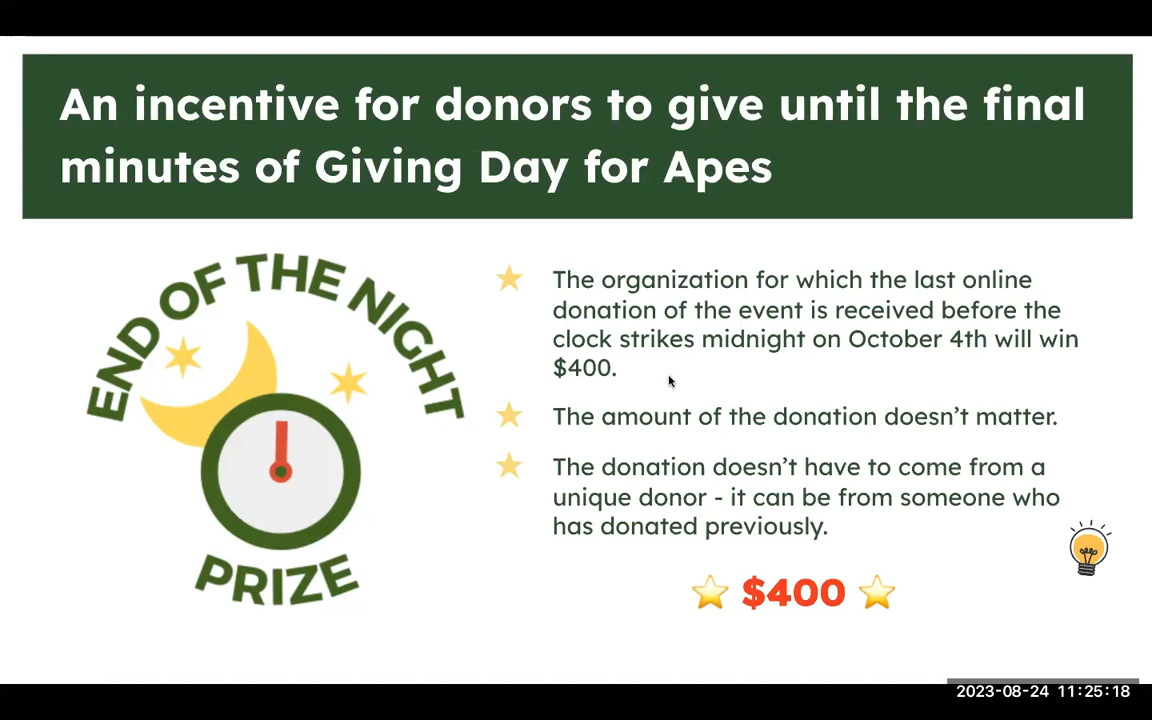 An incentive for donors to give until the final
minutes of Giving Day for Apes
END OF THE NIGHT
PRIZE
The organization for which the last online
donation of the event is received before the
clock strikes midnight on October 4th will win
$400.
The amount of the donation doesn’t matter.
The donation doesn’t have to come from a
unique donor - it can be from someone who
has donated previously.
$400
2023-08-24 11:25:18